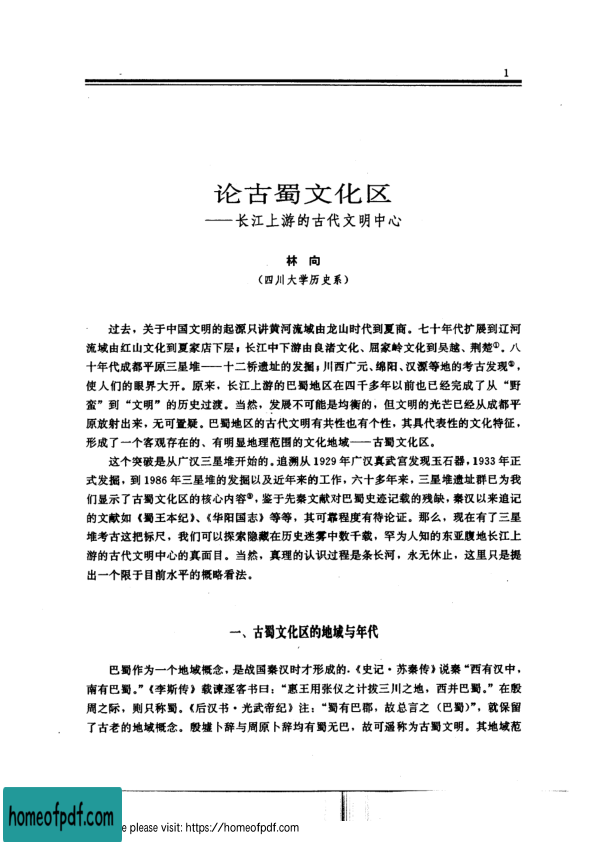 1
论古蜀文化区
——长江上游的古代文明中心
林 向
(四川大学历史系)
过去，关于中国文明的起源只讲黄河流域由龙山时代到夏商。七十年代扩展到辽河
流域由红山文化到夏家店下层；长江中下游由良渚文化、屈家岭文化到吴越、荆楚①。八
十年代成都平原三星堆——十二桥遗址的发掘；川西广元、绵阳、汉源等地的考古发现②，
使人们的眼界大开。原来，长江上游的巴蜀地区在四千多年以前也已经完成了从“野
蛮”到“文明”的历史过渡。当然，发展不可能是均衡的，但文明的光芒已经从成都平
原放射出来，无可置疑。巴蜀地区的古代文明有共性也有个性，其具代表性的文化特征，
形成了一个客观存在的、有明显地理范围的文化地域——古蜀文化区。
这个突破是从广汉三星堆开始的。追溯从1929年广汉真武宫发现玉石器，1933年正
式发掘，到1986年三星堆的发掘以及近年来的工作，六十多年来，三星堆遗址群已为我
们显示了古蜀文化区的核心内容③，鉴于先秦文献对巴蜀史迹记载的残缺，秦汉以来追记
的文献如《蜀王本纪》、《华阳国志》等等，其可靠程度有待论证。那么，现在有了三星
堆考古这把标尺，我们可以探索隐藏在历史迷雾中数千载，罕为人知的东亚腹地长江上
游的古代文明中心的真面目。当然，真理的认识过程是条长河，永无休止，这里只是提
出一个限于目前水平的概略看法。
一、古蜀文化区的地域与年代
巴蜀作为一个地域概念，是战国秦汉时才形成的。《史记·苏秦传》说秦“西有汉中，
南有巴蜀。”《李斯传》载谏逐客书曰：“惠王用张仪之计拔三川之地，西并巴蜀。”在殷
周之际，则只称蜀。《后汉书·光武帝纪》注：“蜀有巴郡，故总言之（巴蜀）”，就保留
了古老的地域概念。殷墟卜辞与周原卜辞均有蜀无巴，故可遥称为古蜀文明。其地域范
homeofpdf.com
e please visit: https://homeofpdf.com